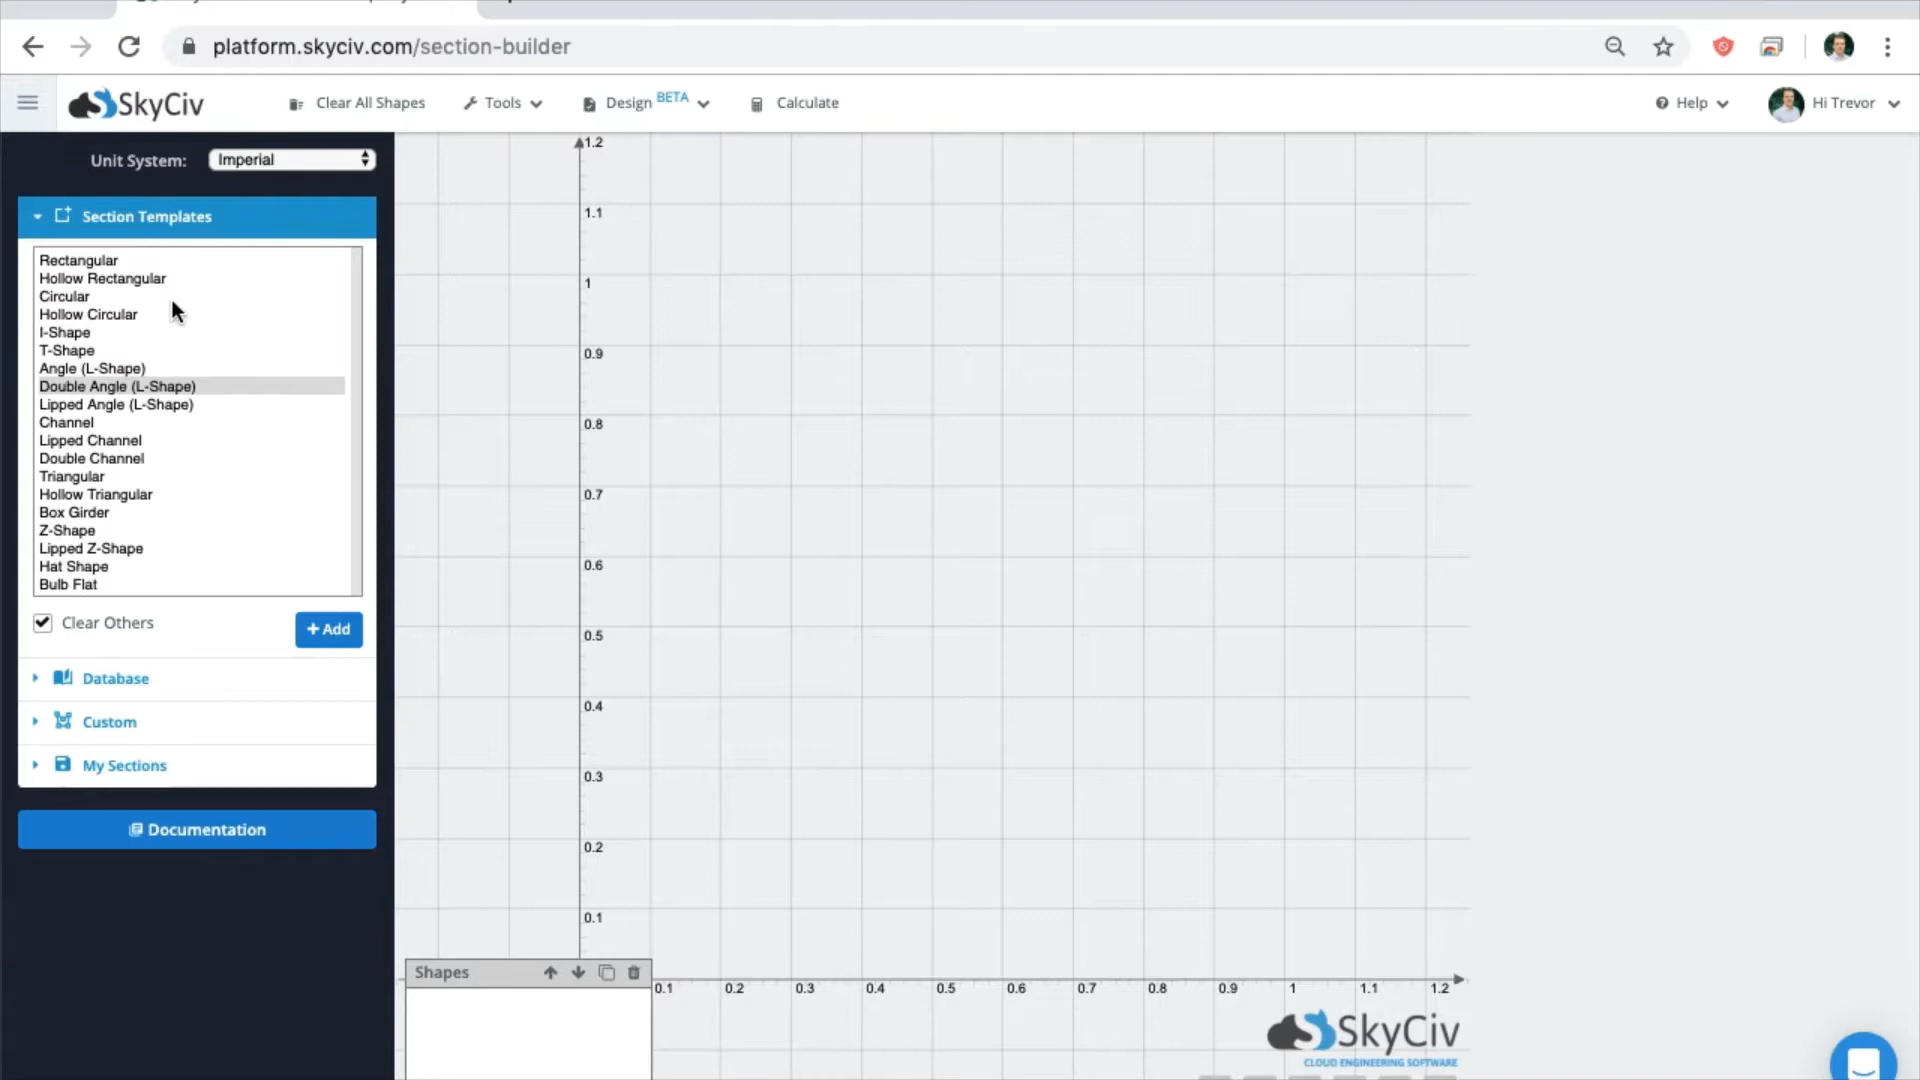 platform.skyciv.com/section-builder
SkyCiv
Clear All Shapes
Tools
Design BETA
Calculate
Help
Hi Trevor
Unit System: Imperial
Section Templates
Rectangular
Hollow Rectangular
Circular
Hollow Circular
I-Shape
T-Shape
Angle (L-Shape)
Double Angle (L-Shape)
Lipped Angle (L-Shape)
Channel
Lipped Channel
Double Channel
Triangular
Hollow Triangular
Box Girder
Z-Shape
Lipped Z-Shape
Hat Shape
Bulb Flat
Clear Others
+ Add
Database
Custom
My Sections
Documentation
1.2
1.1
1
0.9
0.8
0.7
0.6
0.5
0.4
0.3
0.2
0.1
Shapes
0.1 0.2 0.3 0.4 0.5 0.6 0.7 0.8 0.9 1 1.1 1.2
SkyCiv
CLOUD ENGINEERING SOFTWARE